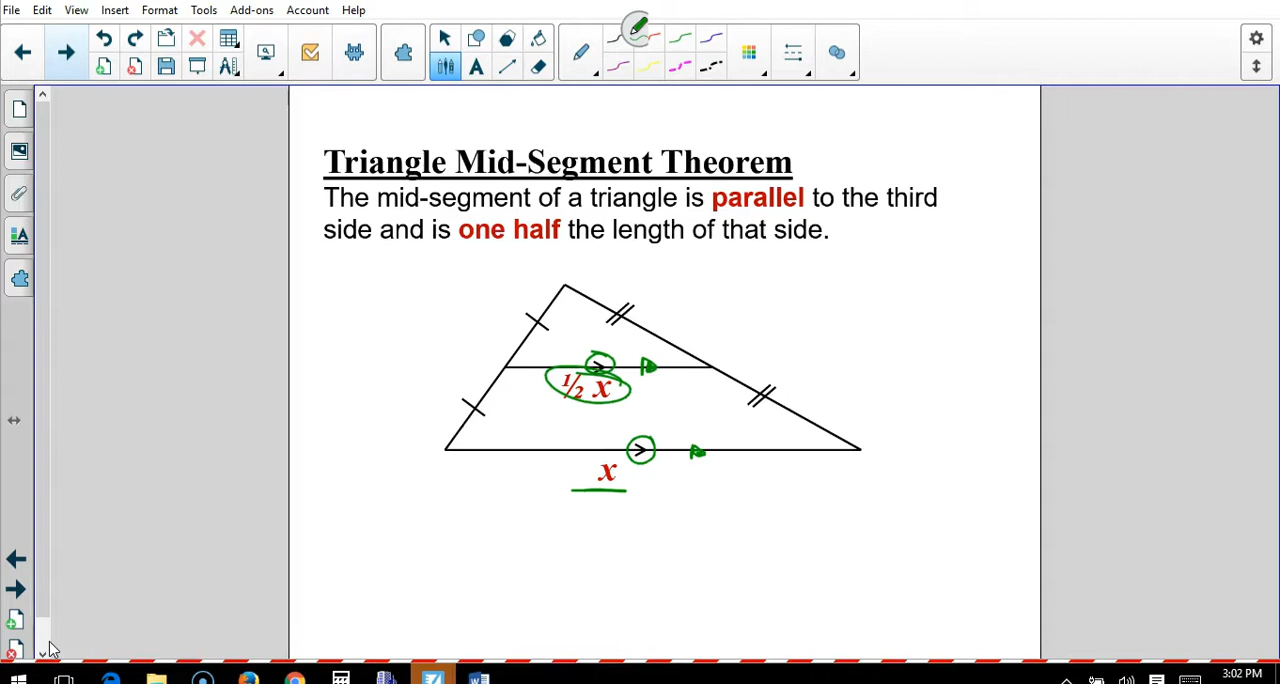 File Edit View Insert Format Tools Add-ons Account Help
Triangle Mid-Segment Theorem
The mid-segment of a triangle is parallel to the third
side and is one half the length of that side.
½ x
x
3:02 PM